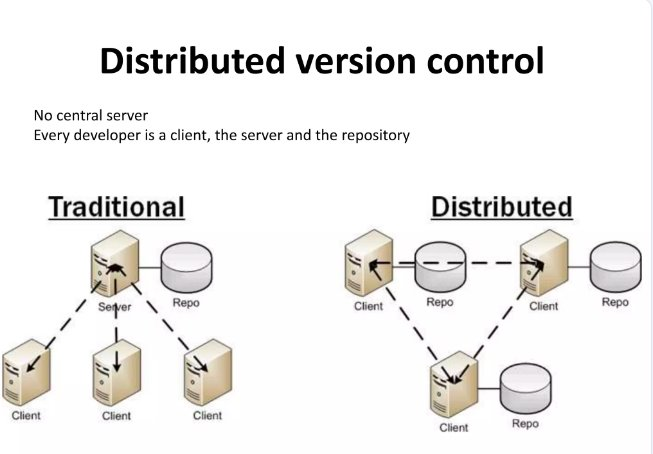 Distributed version control
No central server
Every developer is a client, the server and the repository
Traditional
Server
Repo
Client
Client
Client
Distributed
Client
Repo
Client
Repo
Client
Repo